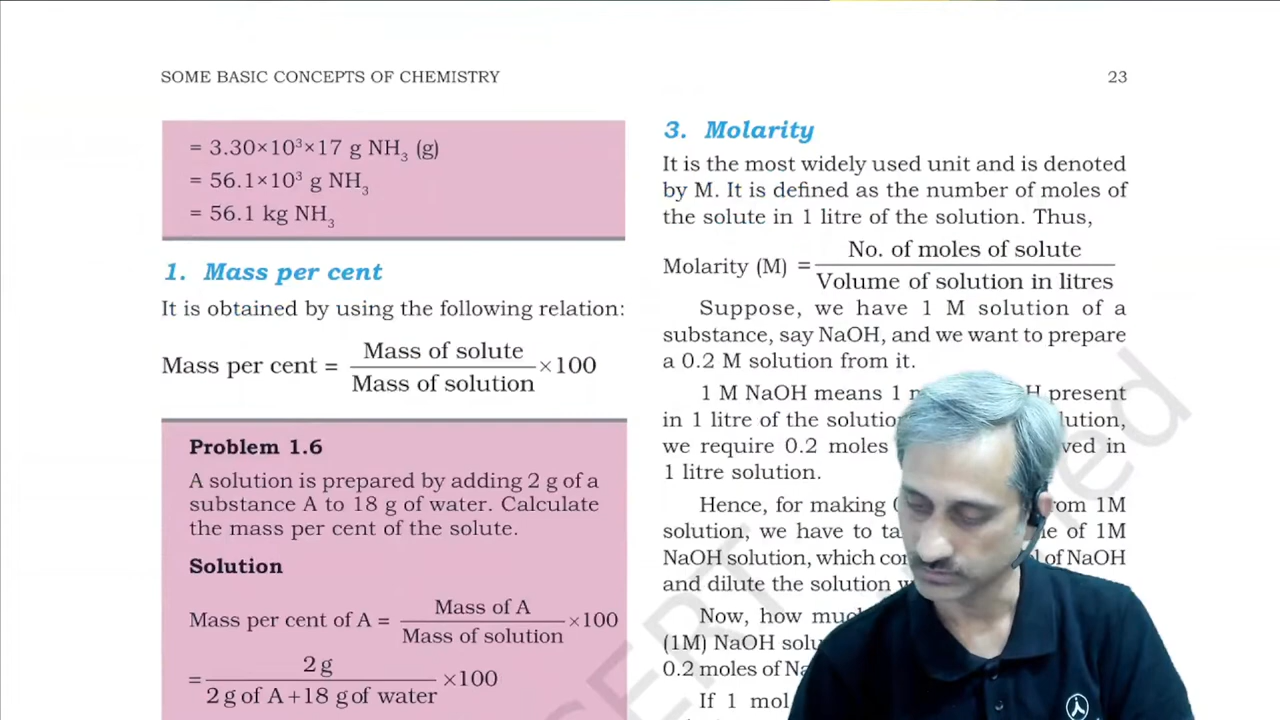 SOME BASIC CONCEPTS OF CHEMISTRY 23
= 3.30×10³×17 g NH₃ (g)
= 56.1×10³ g NH₃
= 56.1 kg NH₃
1. Mass per cent
It is obtained by using the following relation:
Mass per cent = Mass of solute / Mass of solution ×100
Problem 1.6
A solution is prepared by adding 2 g of a
substance A to 18 g of water. Calculate
the mass per cent of the solute.
Solution
Mass per cent of A = Mass of A / Mass of solution ×100
= 2 g / 2 g of A + 18 g of water ×100
3. Molarity
It is the most widely used unit and is denoted
by M. It is defined as the number of moles of
the solute in 1 litre of the solution. Thus,
Molarity (M) = No. of moles of solute / Volume of solution in litres
Suppose, we have 1 M solution of a
substance, say NaOH, and we want to prepare
a 0.2 M solution from it.
1 M NaOH means 1 present
in 1 litre of the
we require 0.2 moles in
1 litre solution.
Hence, for making 1M
solution, we have to of 1M
NaOH solution, which of NaOH
and dilute the solution
Now, how
(1M) NaOH
0.2 moles of
If 1